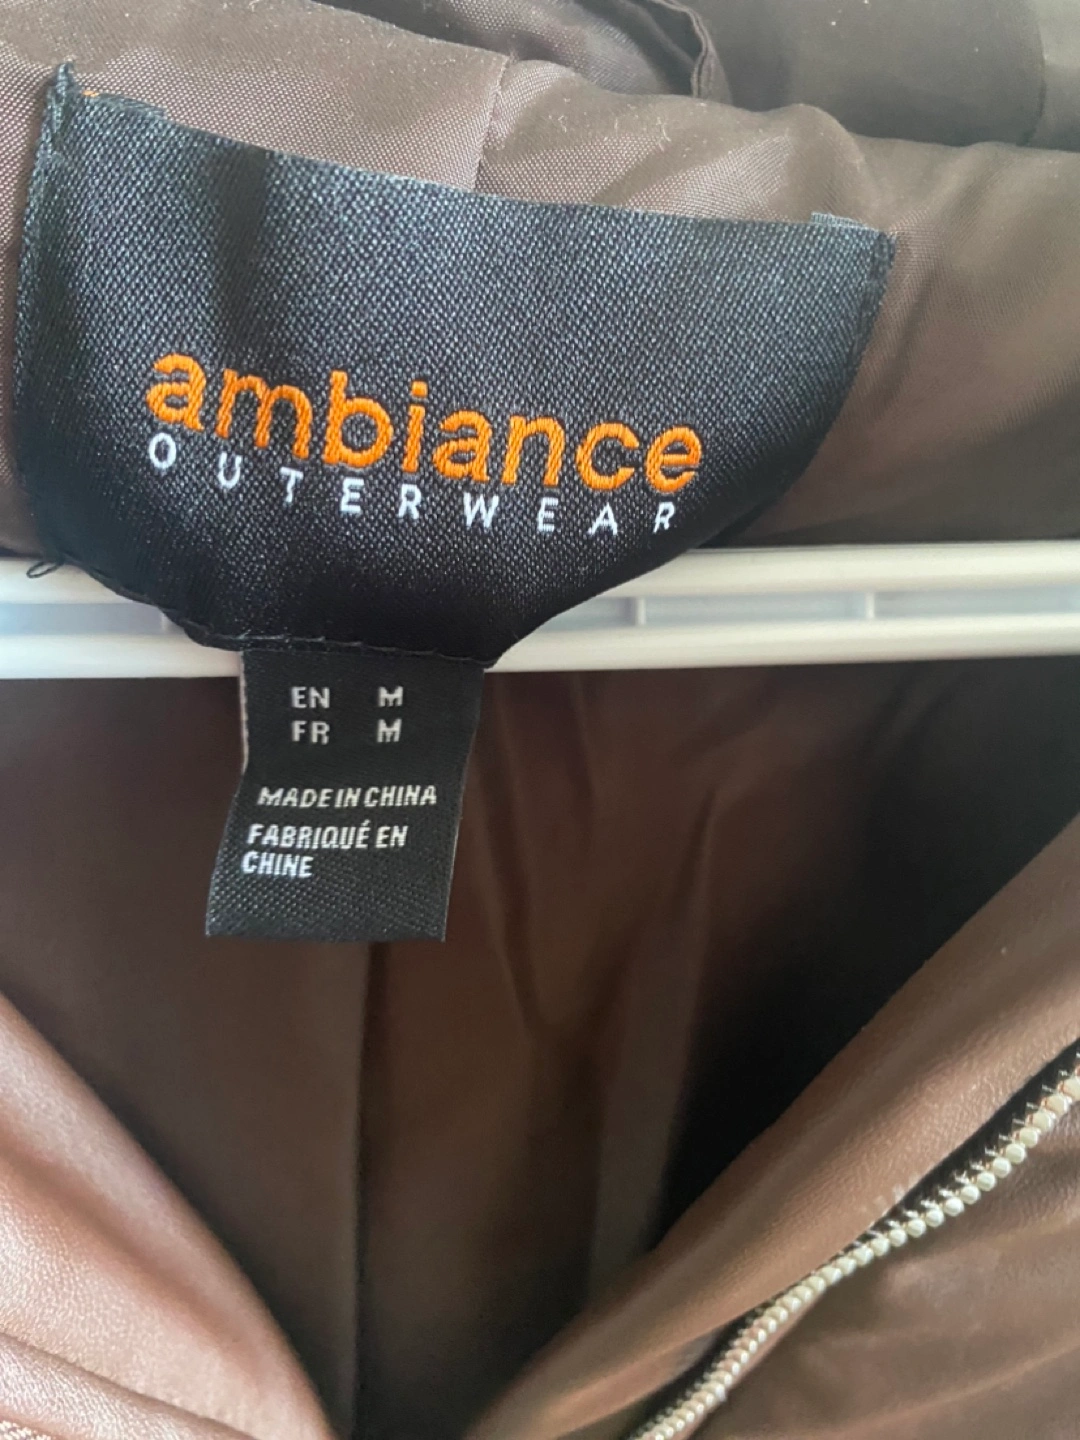 ambiance
OUTERWEAR
EN M
FR M
MADE IN CHINA
FABRIQUÉ EN
CHINE